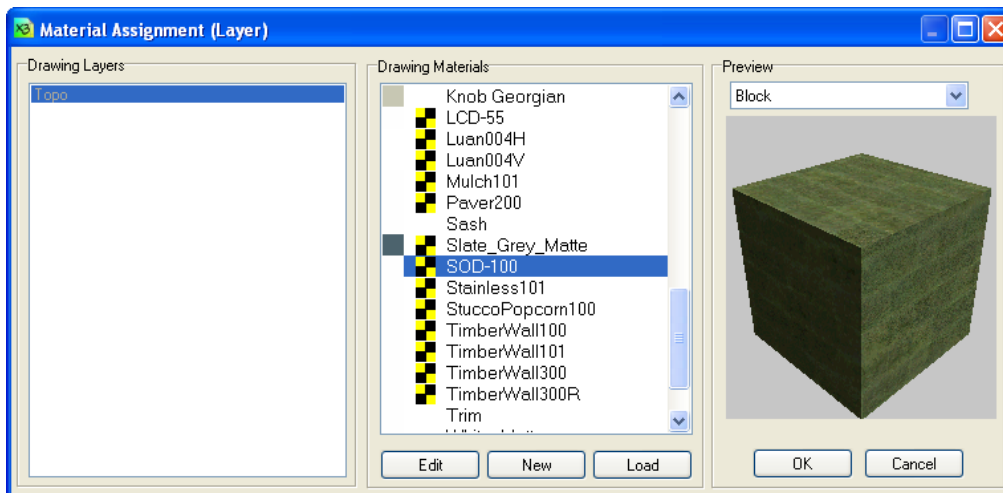 X3 Material Assignment (Layer)
Drawing Layers
Topo
Drawing Materials
Knob Georgian
LCD-55
Luan004H
Luan004V
Mulch101
Paver200
Sash
Slate_Grey_Matte
SOD-100
Stainless101
StuccoPopcorn100
TimberWall100
TimberWall101
TimberWall300
TimberWall300R
Trim
Edit
New
Load
Preview
Block
OK
Cancel